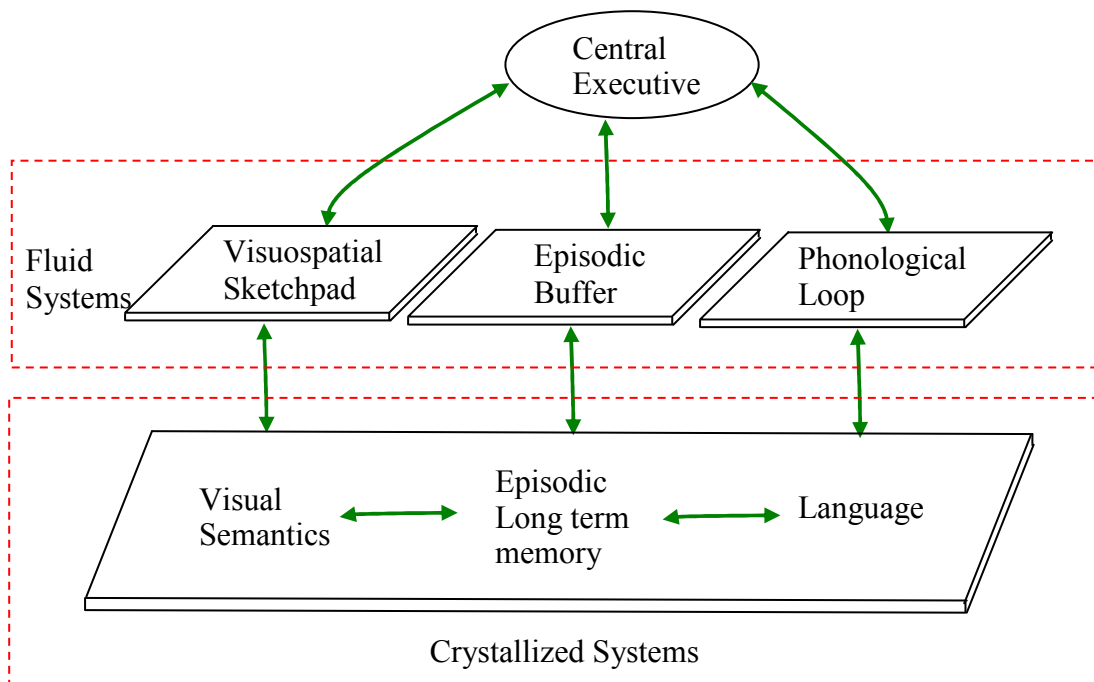 Central
Executive
Fluid
Systems
Visuospatial
Sketchpad
Episodic
Buffer
Phonological
Loop
Visual
Semantics
Episodic
Long term
memory
Language
Crystallized Systems